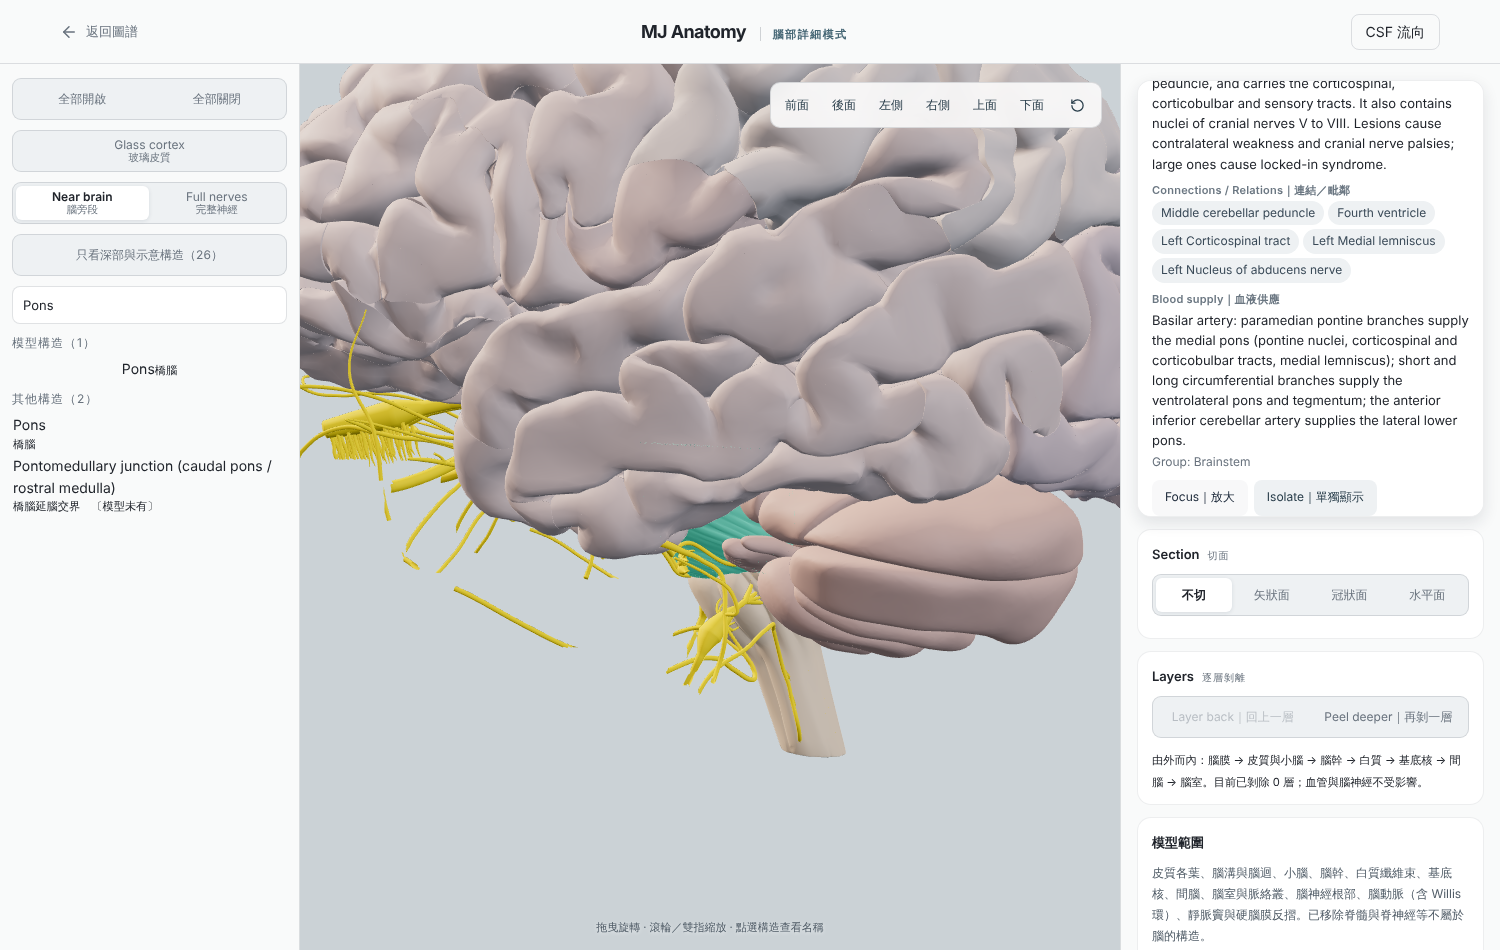 返回圖譜
MJ Anatomy
腦部詳細模式
CSF 流向
全部開啟
全部關閉
Glass cortex
玻璃皮質
Near brain
腦旁段
Full nerves
完整神經
只看深部與示意構造（26）
Pons
模型構造（1）
Pons橋腦
其他構造（2）
Pons
橋腦
Pontomedullary junction (caudal pons /
rostral medulla)
橋腦延腦交界 〔模型未有〕
前面
後面
左側
右側
上面
下面
拖曳旋轉 · 滾輪／雙指縮放 · 點選構造查看名稱
peduncle, and carries the corticospinal,
corticobulbar and sensory tracts. It also contains
nuclei of cranial nerves V to VIII. Lesions cause
contralateral weakness and cranial nerve palsies;
large ones cause locked-in syndrome.
Connections / Relations｜連結／毗鄰
Middle cerebellar peduncle
Fourth ventricle
Left Corticospinal tract
Left Medial lemniscus
Left Nucleus of abducens nerve
Blood supply｜血液供應
Basilar artery: paramedian pontine branches supply
the medial pons (pontine nuclei, corticospinal and
corticobulbar tracts, medial lemniscus); short and
long circumferential branches supply the
ventrolateral pons and tegmentum; the anterior
inferior cerebellar artery supplies the lateral lower
pons.
Group: Brainstem
Focus｜放大
Isolate｜單獨顯示
Section 切面
不切
矢狀面
冠狀面
水平面
Layers 逐層剝離
Layer back｜回上一層
Peel deeper｜再剝一層
由外而內：腦膜 → 皮質與小腦 → 腦幹 → 白質 → 基底核 → 間
腦 → 腦室。目前已剝除 0 層；血管與腦神經不受影響。
模型範圍
皮質各葉、腦溝與腦迴、小腦、腦幹、白質纖維束、基底
核、間腦、腦室與脈絡叢、腦神經根部、腦動脈（含 Willis
環）、靜脈竇與硬腦膜反摺。已移除脊髓與脊神經等不屬於
腦的構造。